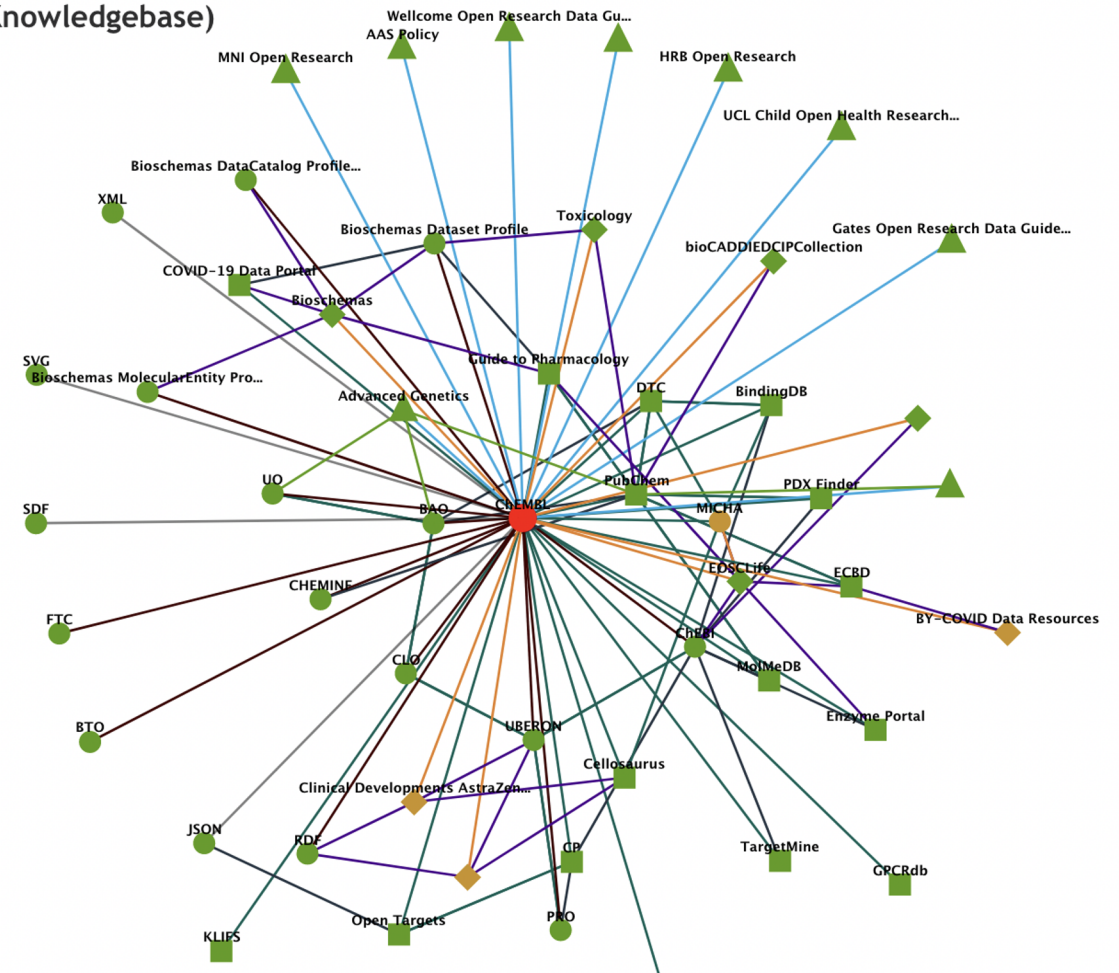 Knowledgebase)
Wellcome Open Research Data Gu...
AAS Policy
MNI Open Research
HRB Open Research
UCL Child Open Health Research...
Bioschemas DataCatalog Profile...
XML
Toxicology
Bioschemas Dataset Profile
Gates Open Research Data Guide...
bioCADDIEDCIPCollection
COVID-19 Data Portal
Bioschemas
Guide to Pharmacology
SVG
Bioschemas MolecularEntity Pro...
DTC
BindingDB
Advanced Genetics
UO
PubChem
PDX Finder
ChEMBL
SDF
BAO
MICHA
EOSCLife
ECBD
CHEMINF
FTC
BY-COVID Data Resources
ChEBI
CLO
MolMeDB
Enzyme Portal
BTO
UBERON
Cellosaurus
Clinical Developments AstraZen...
JSON
RDF
CP
TargetMine
GPCRdb
Open Targets
PRO
KLIFS